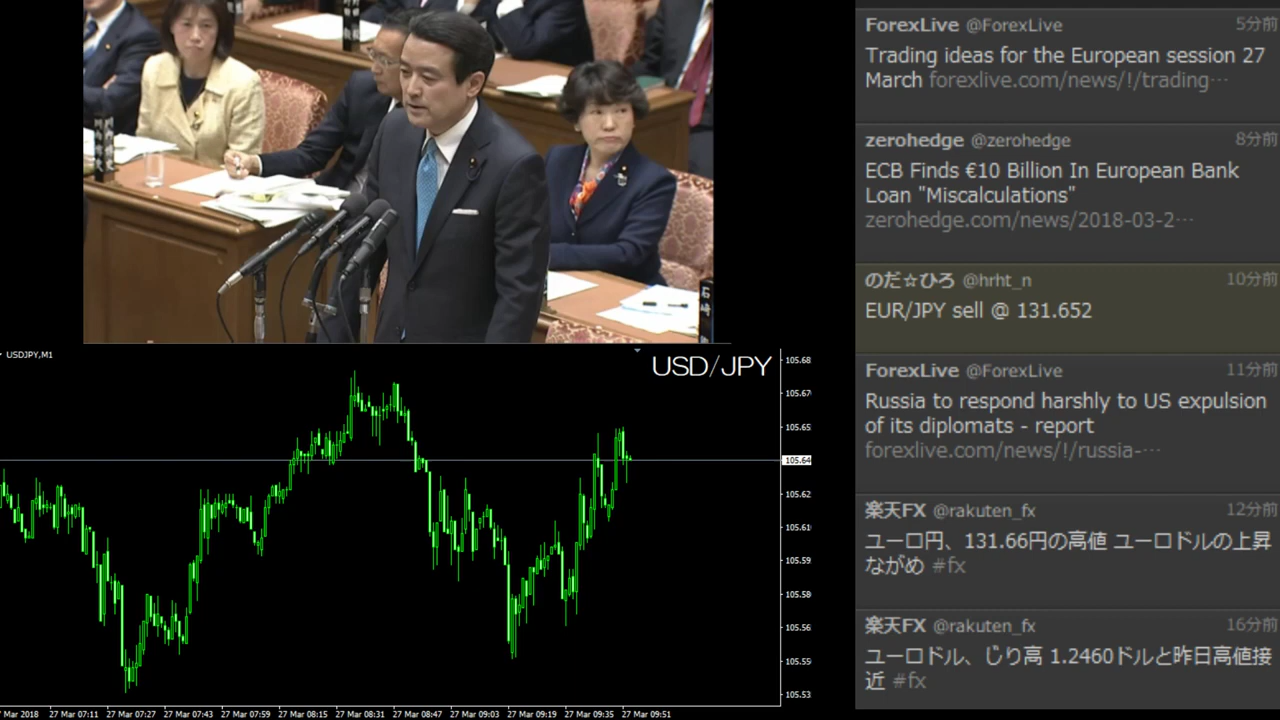 ForexLive @ForexLive 5分前
Trading ideas for the European session 27
March forexlive.com/news/!/trading…
zerohedge @zerohedge 8分前
ECB Finds €10 Billion In European Bank
Loan "Miscalculations"
zerohedge.com/news/2018-03-2…
のだ☆ひろ @hrht_n 10分前
EUR/JPY sell @ 131.652
ForexLive @ForexLive 11分前
Russia to respond harshly to US expulsion
of its diplomats - report
forexlive.com/news/!/russia-…
楽天FX @rakuten_fx 12分前
ユーロ円、131.66円の高値 ユーロドルの上昇
ながめ #fx
楽天FX @rakuten_fx 16分前
ユーロドル、じり高 1.2460ドルと昨日高値接
近 #fx
USDJPY,M1
USD/JPY
105.68
105.67
105.65
105.64
105.62
105.61
105.59
105.58
105.56
105.55
105.53
Mar 2018 27 Mar 07:11 27 Mar 07:27 27 Mar 07:43 27 Mar 07:59 27 Mar 08:15 27 Mar 08:31 27 Mar 08:47 27 Mar 09:03 27 Mar 09:19 27 Mar 09:35 27 Mar 09:51